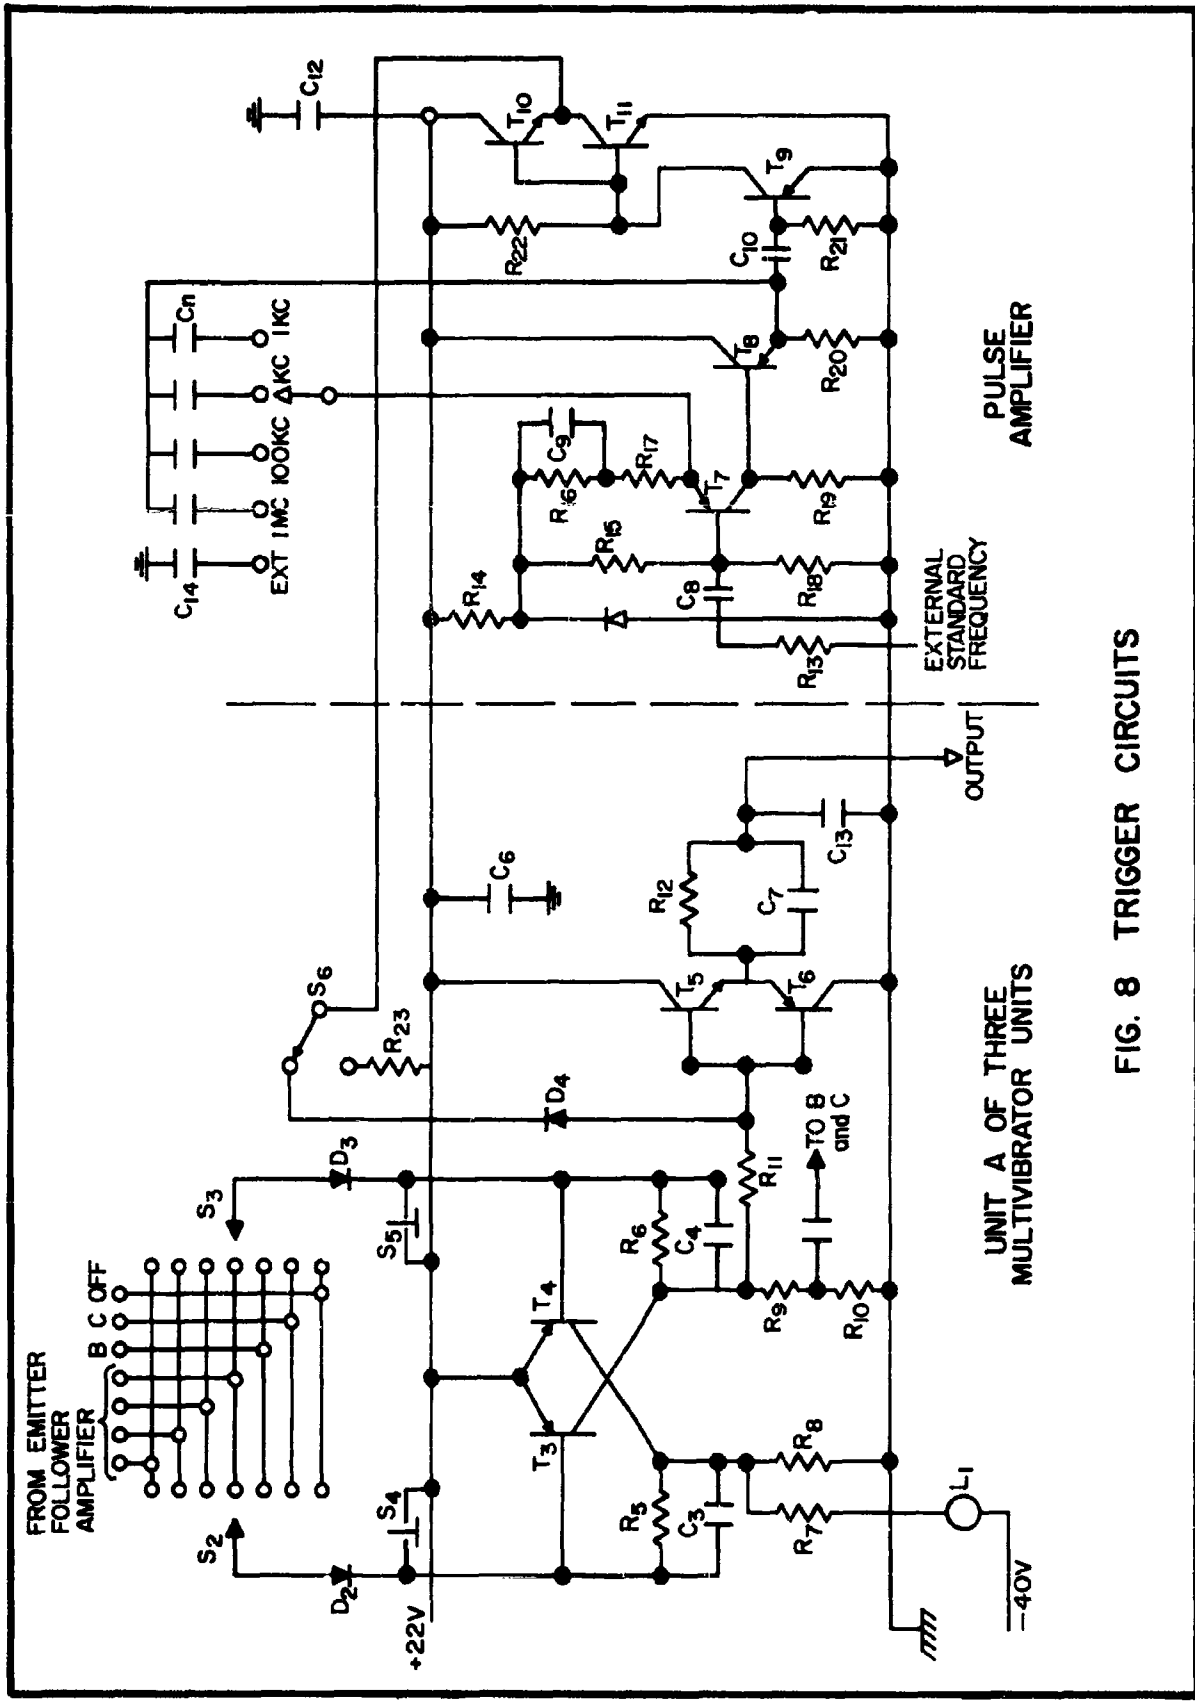 FROM EMITTER
FOLLOWER
AMPLIFIER
B C OFF
S2
S3
D2
D3
S4
S5
+22V
T3
T4
R5
C3
R6
C4
R7
R8
R9
R10
R11
L1
-40V
TO B
and C
D4
S6
R23
C6
T5
T6
R12
C7
C13
OUTPUT
UNIT A OF THREE
MULTIVIBRATOR UNITS
C14
EXT 1MC 100KC ΔKC 1KC
Cn
C12
R14
R15
R16
C9
R17
C8
R13
R18
T7
R19
T8
R20
C10
R21
R22
T9
T10
T11
EXTERNAL
STANDARD
FREQUENCY
PULSE
AMPLIFIER
FIG. 8 TRIGGER CIRCUITS